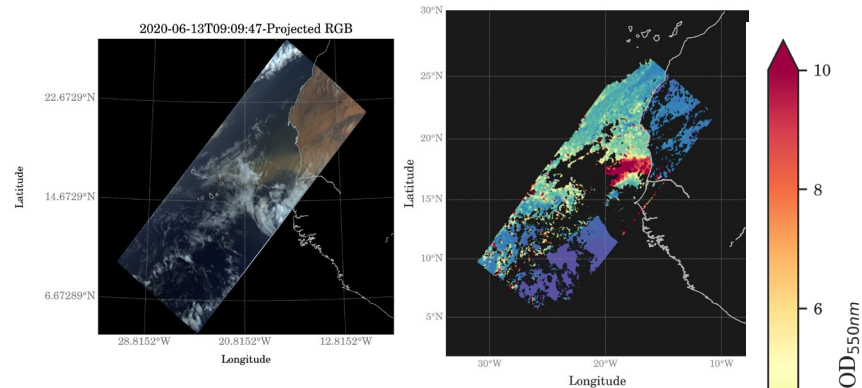 2020-06-13T09:09:47-Projected RGB
22.6729°N
14.6729°N
6.67289°N
Latitude
28.8152°W
20.8152°W
12.8152°W
Longitude
30°N
25°N
20°N
15°N
10°N
5°N
Latitude
30°W
20°W
10°W
Longitude
10
8
6
OD550nm